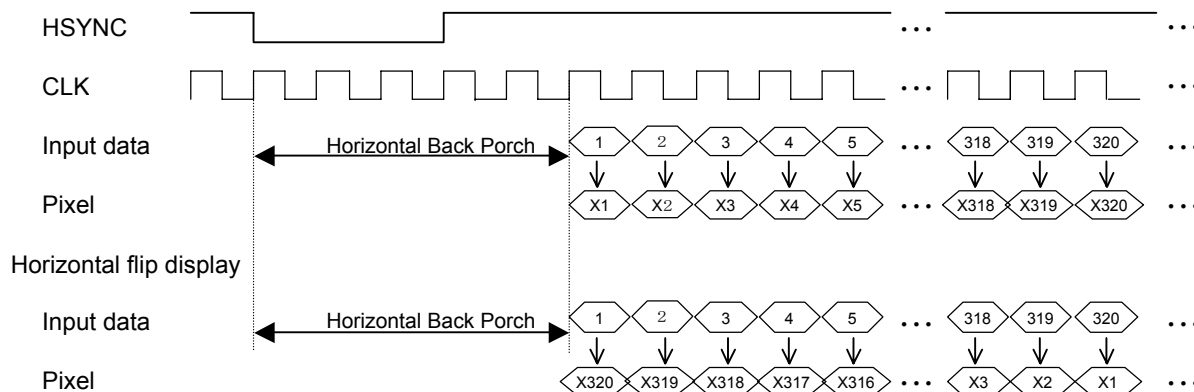 HSYNC ... ...
CLK ... ...
Input data Horizontal Back Porch 1 2 3 4 5 ... 318 319 320 ...
Pixel X1 X2 X3 X4 X5 ... X318 X319 X320 ...
Horizontal flip display
Input data Horizontal Back Porch 1 2 3 4 5 ... 318 319 320 ...
Pixel X320 X319 X318 X317 X316 ... X3 X2 X1 ...